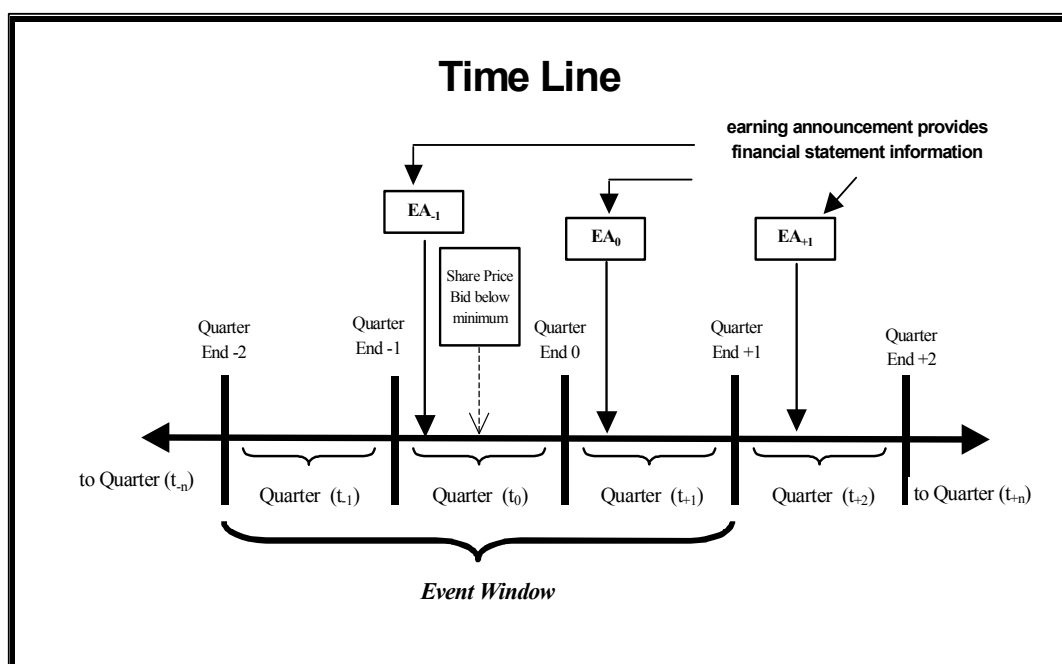 Time Line
earning announcement provides
financial statement information
EA-1
EA0
EA+1
Share Price
Bid below
minimum
Quarter
End -2
Quarter
End -1
Quarter
End 0
Quarter
End +1
Quarter
End +2
to Quarter (t-n)
Quarter (t-1)
Quarter (t0)
Quarter (t+1)
Quarter (t+2)
to Quarter (t+n)
Event Window